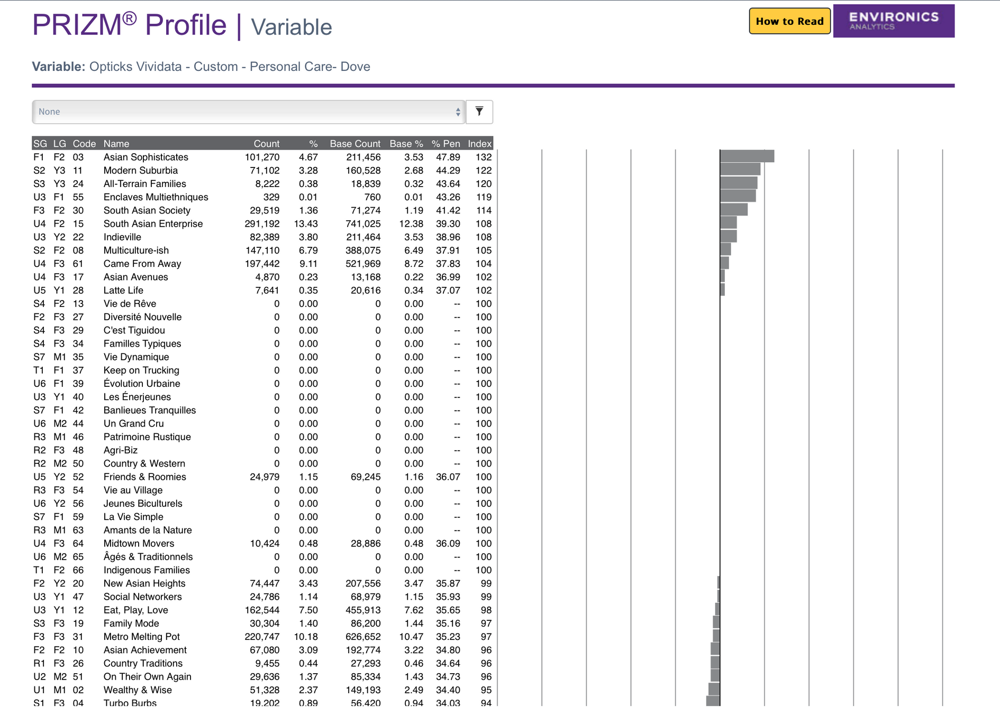 PRIZM® Profile | Variable
How to Read
ENVIRONICS
ANALYTICS
Variable: Opticks Vividata - Custom - Personal Care- Dove
None
SG LG Code Name Count % Base Count Base % % Pen Index
F1 F2 03 Asian Sophisticates 101,270 4.67 211,456 3.53 47.89 132
S2 Y3 11 Modern Suburbia 71,102 3.28 160,528 2.68 44.29 122
S3 Y3 24 All-Terrain Families 8,222 0.38 18,839 0.32 43.64 120
U3 F1 55 Enclaves Multiethniques 329 0.01 760 0.01 43.26 119
F3 F2 30 South Asian Society 29,519 1.36 71,274 1.19 41.42 114
U4 F2 15 South Asian Enterprise 291,192 13.43 741,025 12.38 39.30 108
U3 Y2 22 Indieville 82,389 3.80 211,464 3.53 38.96 108
S2 F2 08 Multiculture-ish 147,110 6.79 388,075 6.49 37.91 105
U4 F3 61 Came From Away 197,442 9.11 521,969 8.72 37.83 104
U4 F3 17 Asian Avenues 4,870 0.23 13,168 0.22 36.99 102
U5 Y1 28 Latte Life 7,641 0.35 20,616 0.34 37.07 102
S4 F2 13 Vie de Rêve 0 0.00 0 0.00 -- 100
F2 F3 27 Diversité Nouvelle 0 0.00 0 0.00 -- 100
S4 F3 29 C'est Tiguidou 0 0.00 0 0.00 -- 100
S4 F3 34 Familles Typiques 0 0.00 0 0.00 -- 100
S7 M1 35 Vie Dynamique 0 0.00 0 0.00 -- 100
T1 F1 37 Keep on Trucking 0 0.00 0 0.00 -- 100
U6 F1 39 Évolution Urbaine 0 0.00 0 0.00 -- 100
U3 Y1 40 Les Énerjeunes 0 0.00 0 0.00 -- 100
S7 F1 42 Banlieues Tranquilles 0 0.00 0 0.00 -- 100
U6 M2 44 Un Grand Cru 0 0.00 0 0.00 -- 100
R3 M1 46 Patrimoine Rustique 0 0.00 0 0.00 -- 100
R2 F3 48 Agri-Biz 0 0.00 0 0.00 -- 100
R2 M2 50 Country & Western 0 0.00 0 0.00 -- 100
U5 Y2 52 Friends & Roomies 24,979 1.15 69,245 1.16 36.07 100
R3 F3 54 Vie au Village 0 0.00 0 0.00 -- 100
U6 Y2 56 Jeunes Biculturels 0 0.00 0 0.00 -- 100
S7 F1 59 La Vie Simple 0 0.00 0 0.00 -- 100
R3 M1 63 Amants de la Nature 0 0.00 0 0.00 -- 100
U4 F3 64 Midtown Movers 10,424 0.48 28,886 0.48 36.09 100
U6 M2 65 Âgés & Traditionnels 0 0.00 0 0.00 -- 100
T1 F2 66 Indigenous Families 0 0.00 0 0.00 -- 100
F2 Y2 20 New Asian Heights 74,447 3.43 207,556 3.47 35.87 99
U3 Y1 47 Social Networkers 24,786 1.14 68,979 1.15 35.93 99
U3 Y1 12 Eat, Play, Love 162,544 7.50 455,913 7.62 35.65 98
S3 F3 19 Family Mode 30,304 1.40 86,200 1.44 35.16 97
F3 F3 31 Metro Melting Pot 220,747 10.18 626,652 10.47 35.23 97
F2 F2 10 Asian Achievement 67,080 3.09 192,774 3.22 34.80 96
R1 F3 26 Country Traditions 9,455 0.44 27,293 0.46 34.64 96
U2 M2 51 On Their Own Again 29,636 1.37 85,334 1.43 34.73 96
U1 M1 02 Wealthy & Wise 51,328 2.37 149,193 2.49 34.40 95
S1 F3 04 Turbo Burbs 19,202 0.89 56,420 0.94 34.03 94